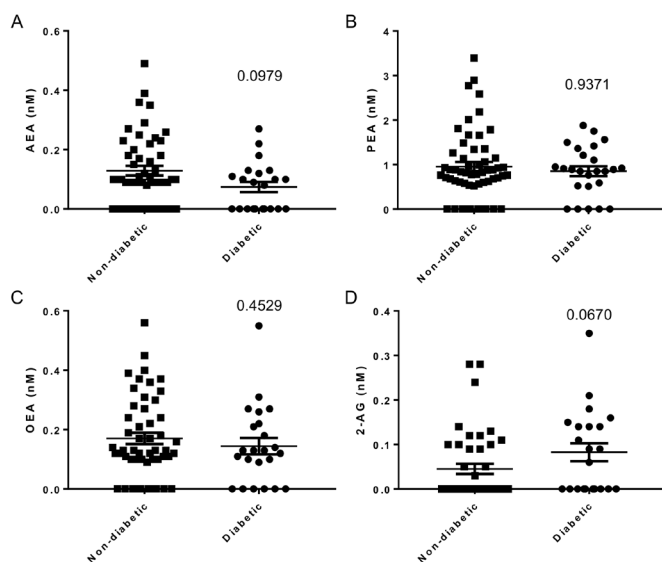 A
AEA (nM)
0.6
0.4
0.2
0.0
0.0979
Non-diabetic
Diabetic
B
PEA (nM)
4
3
2
1
0
0.9371
Non-diabetic
Diabetic
C
OEA (nM)
0.6
0.4
0.2
0.0
0.4529
Non-diabetic
Diabetic
D
2-AG (nM)
0.4
0.3
0.2
0.1
0.0
0.0670
Non-diabetic
Diabetic